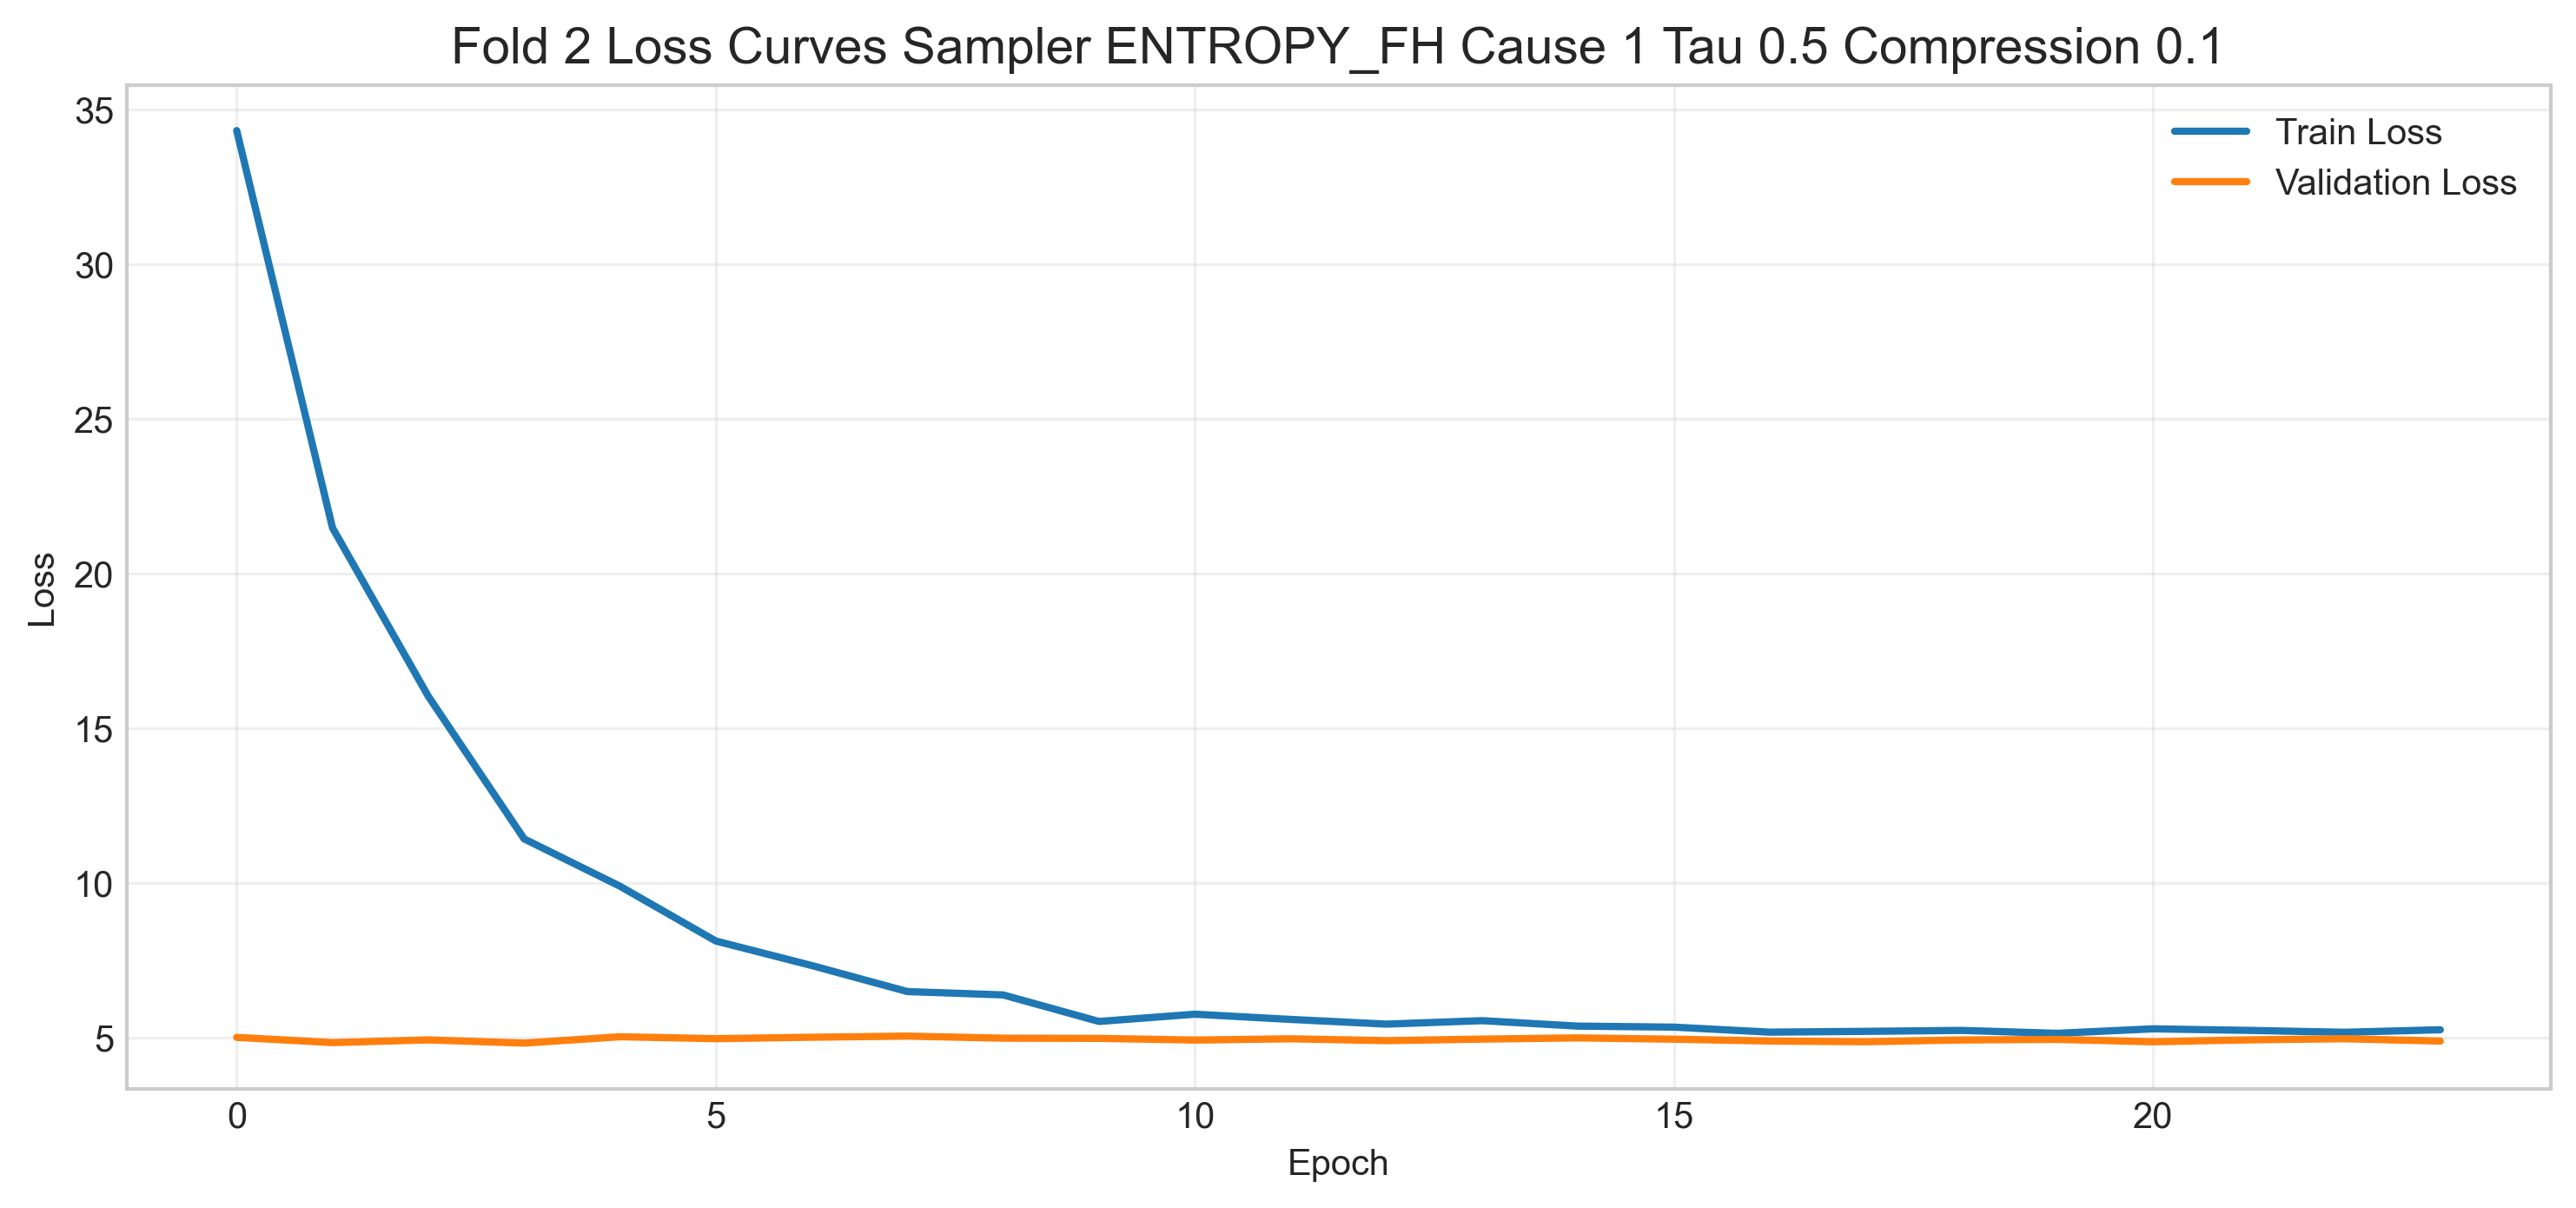 Fold 2 Loss Curves Sampler ENTROPY_FH Cause 1 Tau 0.5 Compression 0.1
Train Loss
Validation Loss
Loss
35
30
25
20
15
10
5
0 5 10 15 20
Epoch